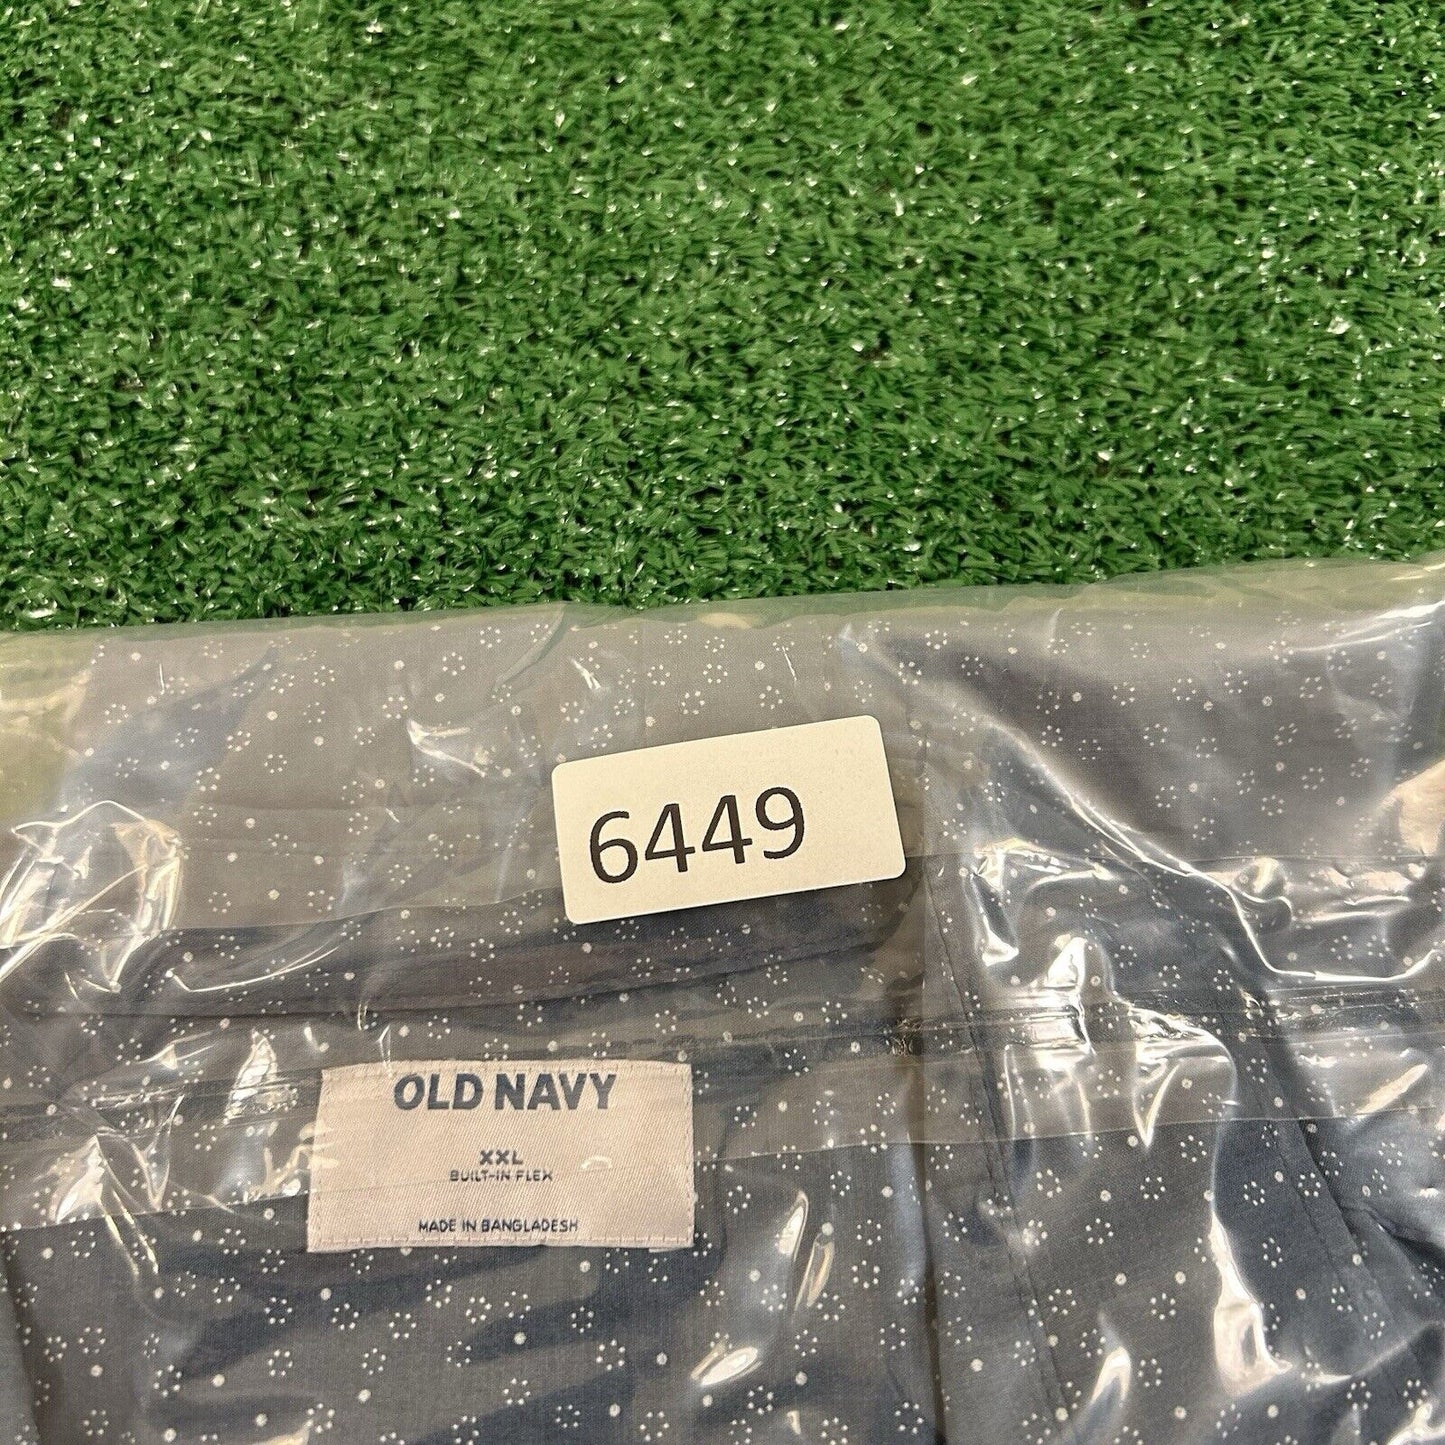 6449
OLD NAVY
XXL
BUILT-IN FLEX
MADE IN BANGLADESH